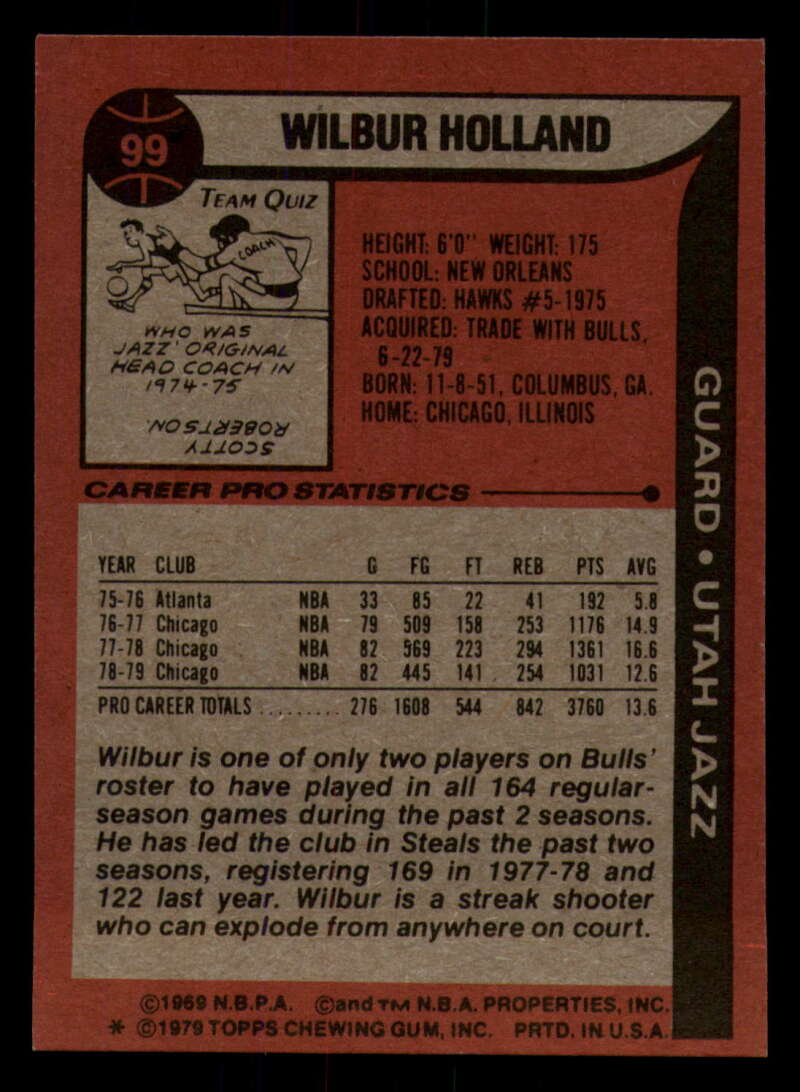 99
WILBUR HOLLAND
TEAM QUIZ
COACH
WHO WAS
JAZZ' ORIGINAL
HEAD COACH IN
1974-75
SCOTTY
ROBERTSON.
HEIGHT: 6'0" WEIGHT: 175
SCHOOL: NEW ORLEANS
DRAFTED: HAWKS #5-1975
ACQUIRED: TRADE WITH BULLS,
6-22-79
BORN: 11-8-51, COLUMBUS, GA.
HOME: CHICAGO, ILLINOIS
GUARD • UTAH JAZZ
CAREER PRO STATISTICS
YEAR CLUB G FG FT REB PTS AVG
75-76 Atlanta NBA 33 85 22 41 192 5.8
76-77 Chicago NBA 79 509 158 253 1176 14.9
77-78 Chicago NBA 82 569 223 294 1361 16.6
78-79 Chicago NBA 82 445 141 254 1031 12.6
PRO CAREER TOTALS ......... 276 1608 544 842 3760 13.6
Wilbur is one of only two players on Bulls'
roster to have played in all 164 regular-
season games during the past 2 seasons.
He has led the club in Steals the past two
seasons, registering 169 in 1977-78 and
122 last year. Wilbur is a streak shooter
who can explode from anywhere on court.
©1969 N.B.P.A. ©and TM N.B.A. PROPERTIES, INC.
* ©1979 TOPPS CHEWING GUM, INC. PRTD. IN U.S.A.